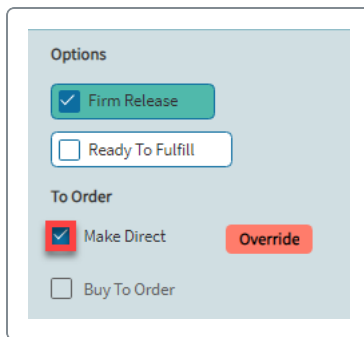 Options
Firm Release
Ready To Fulfill
To Order
Make Direct Override
Buy To Order